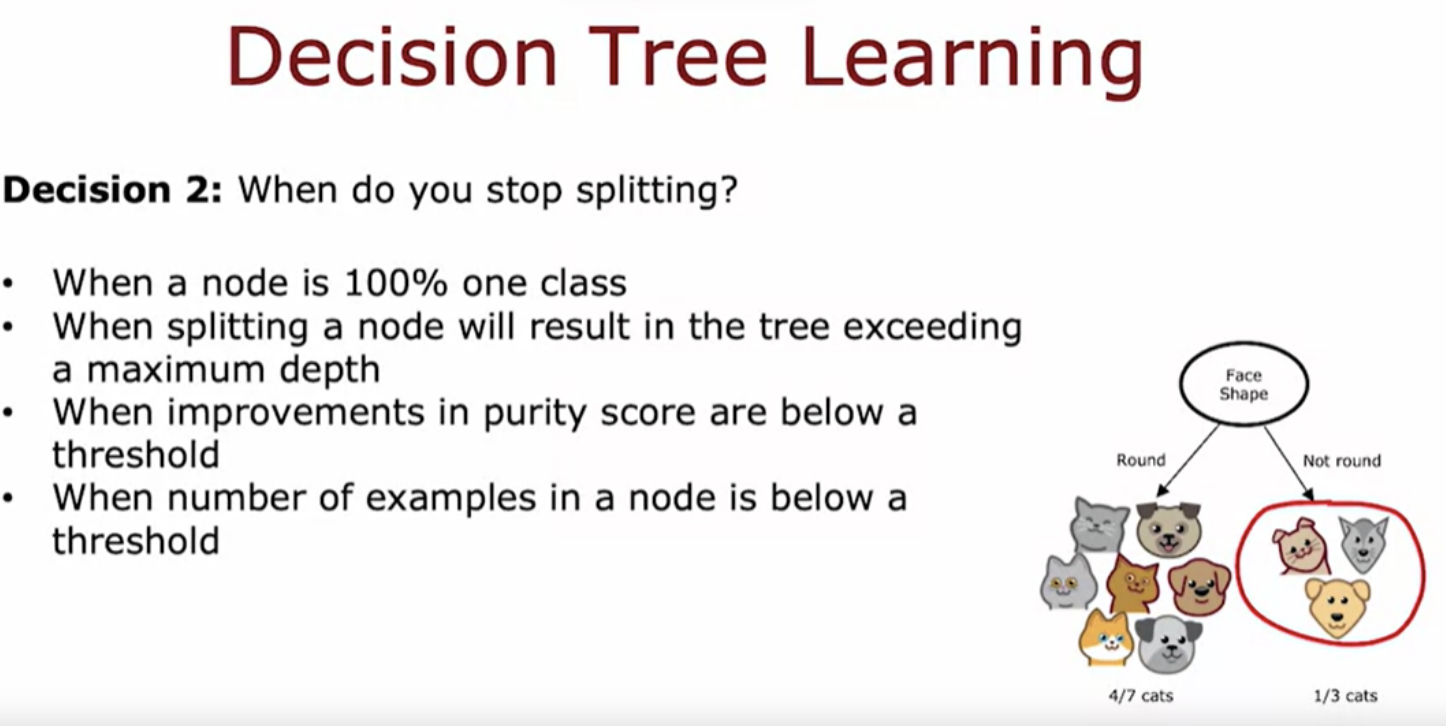 Decision Tree Learning
Decision 2: When do you stop splitting?
• When a node is 100% one class
• When splitting a node will result in the tree exceeding
a maximum depth
• When improvements in purity score are below a
threshold
• When number of examples in a node is below a
threshold
Face
Shape
Round
Not round
4/7 cats
1/3 cats